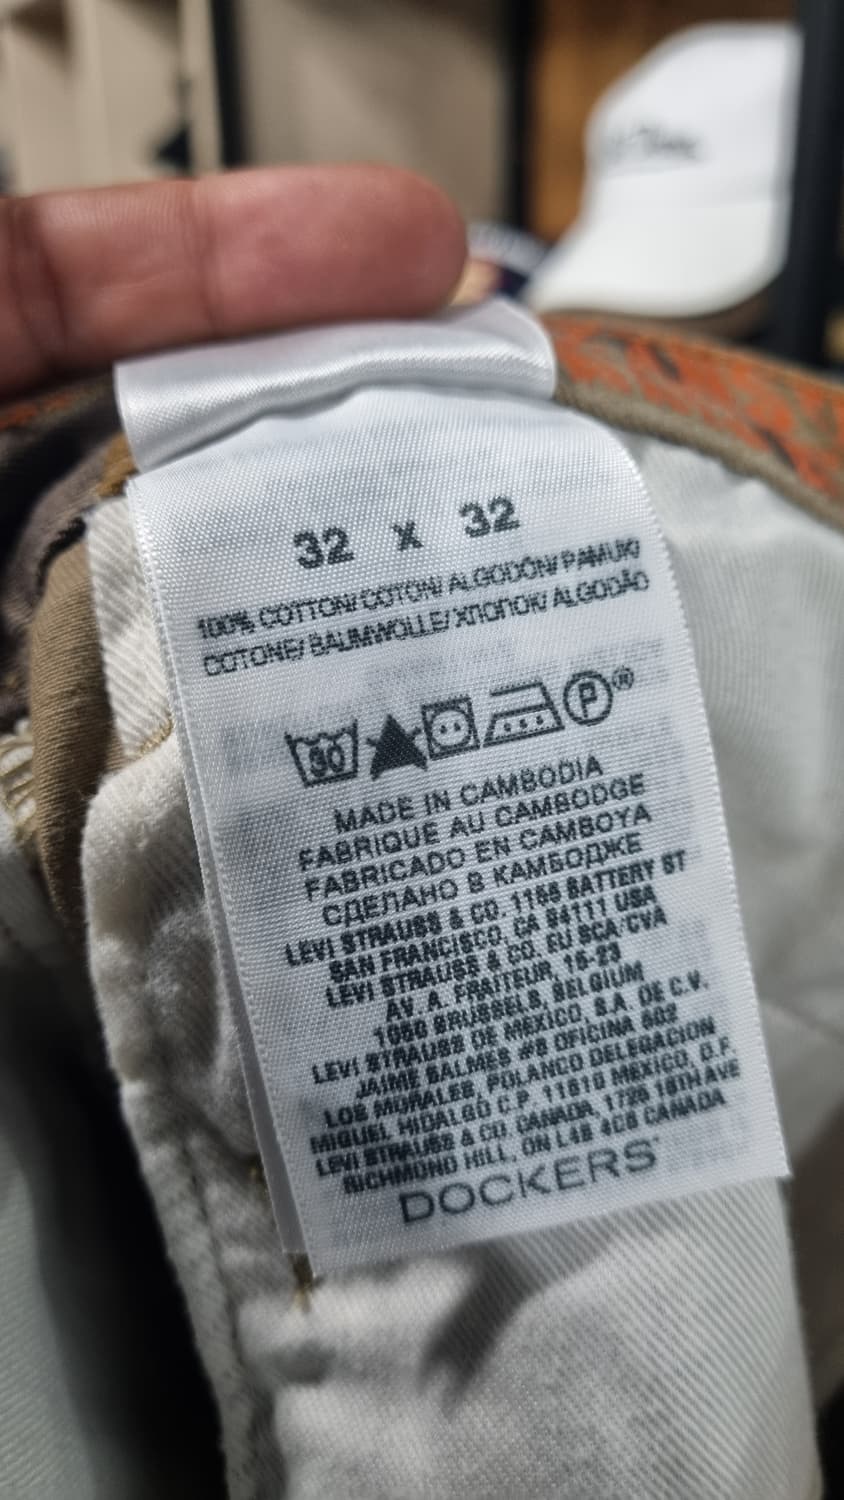 32 x 32
100% COTTON/ COTON/ ALGODÓN/ PAMUK/
COTONE/ BAUMWOLLE/ ХЛОПОК/ ALGODÃO
30 P®
MADE IN CAMBODIA
FABRIQUE AU CAMBODGE
FABRICADO EN CAMBOYA
СДЕЛАНО В КАМБОДЖЕ
LEVI STRAUSS & CO. 1155 BATTERY ST
SAN FRANCISCO, CA 94111 USA
LEVI STRAUSS & CO. EU BCA/CVA
AV. A. FRAITEUR, 15-23
1050 BRUSSELS, BELGIUM
LEVI STRAUSS DE MEXICO, S.A. DE C.V.
JAIME BALMES #8 OFICINA 602
LOS MORALES, POLANCO DELEGACION
MIGUEL HIDALGO C.P. 11510 MEXICO, D.F.
LEVI STRAUSS & CO. CANADA, 1725 16TH AVE
RICHMOND HILL, ON L4B 4C6 CANADA
DOCKERS